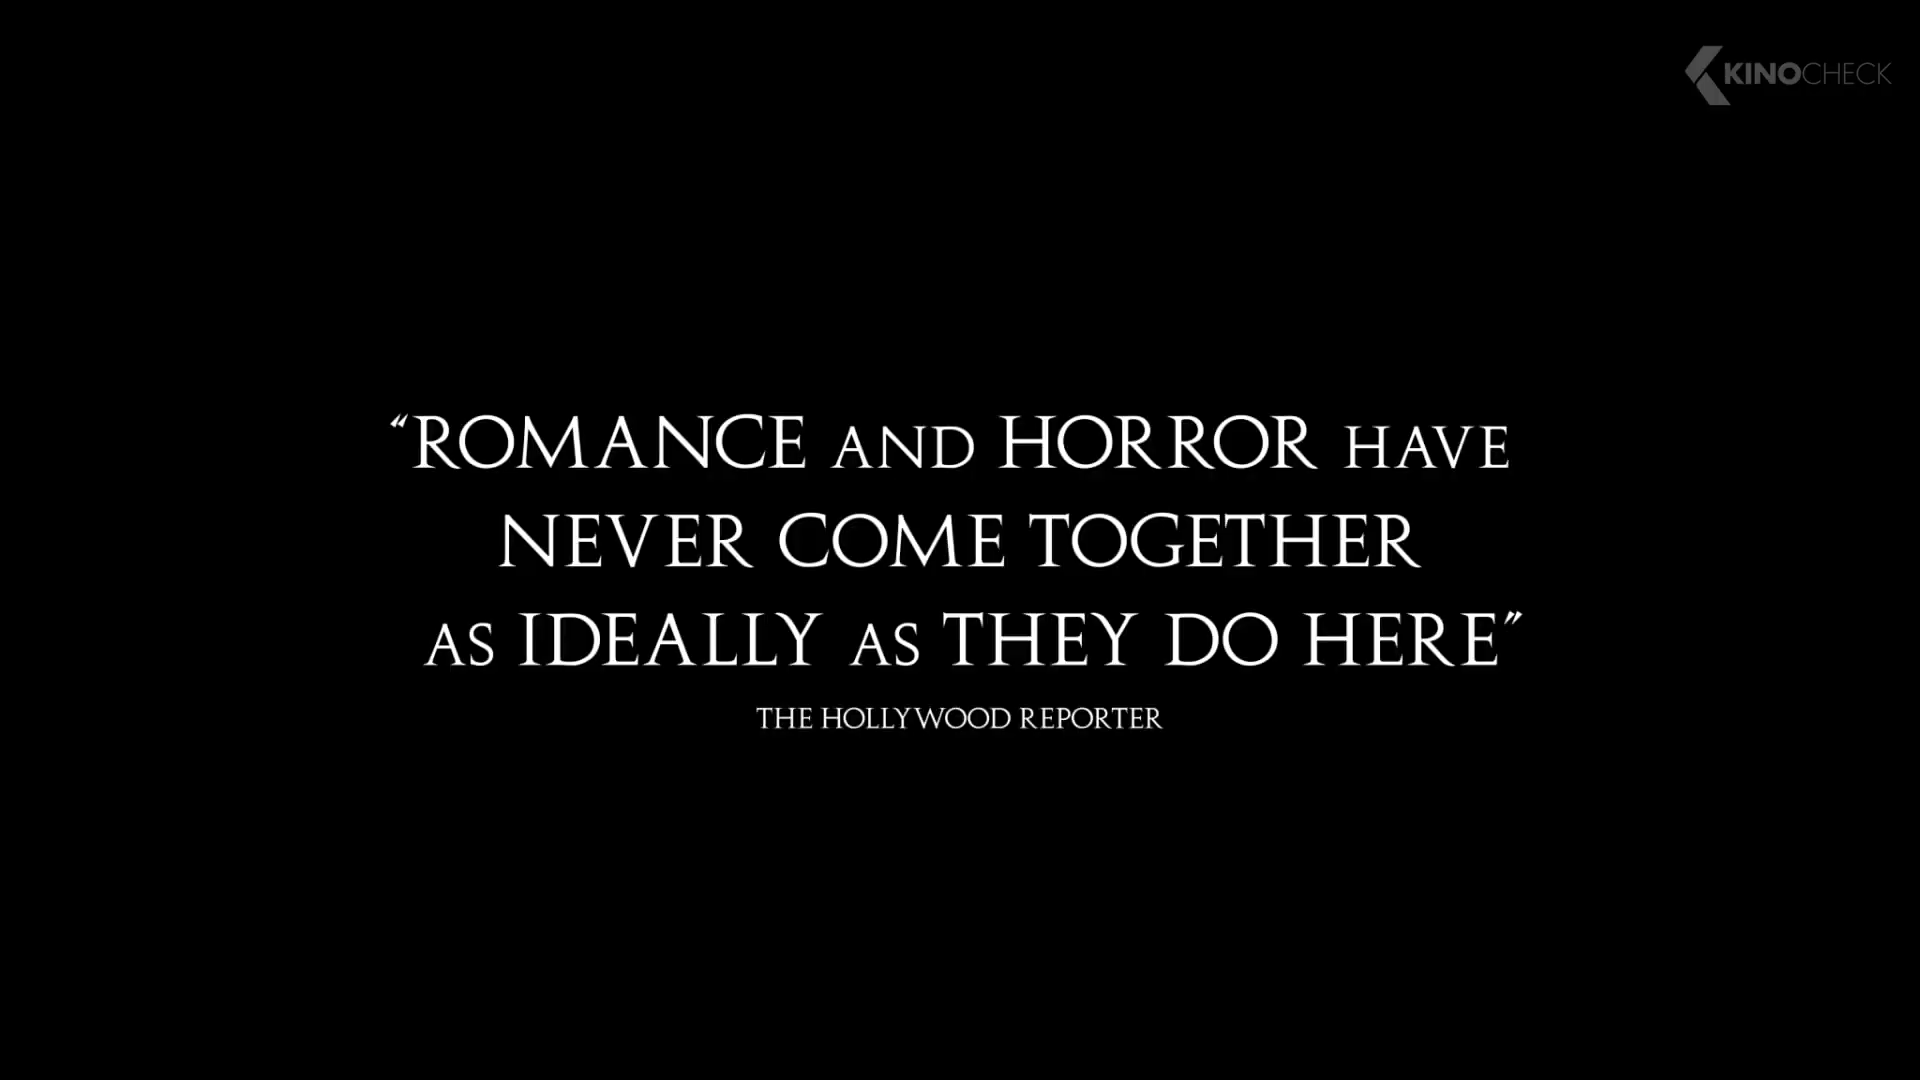 KINOCHECK
“ROMANCE AND HORROR HAVE
NEVER COME TOGETHER
AS IDEALLY AS THEY DO HERE”
THE HOLLYWOOD REPORTER